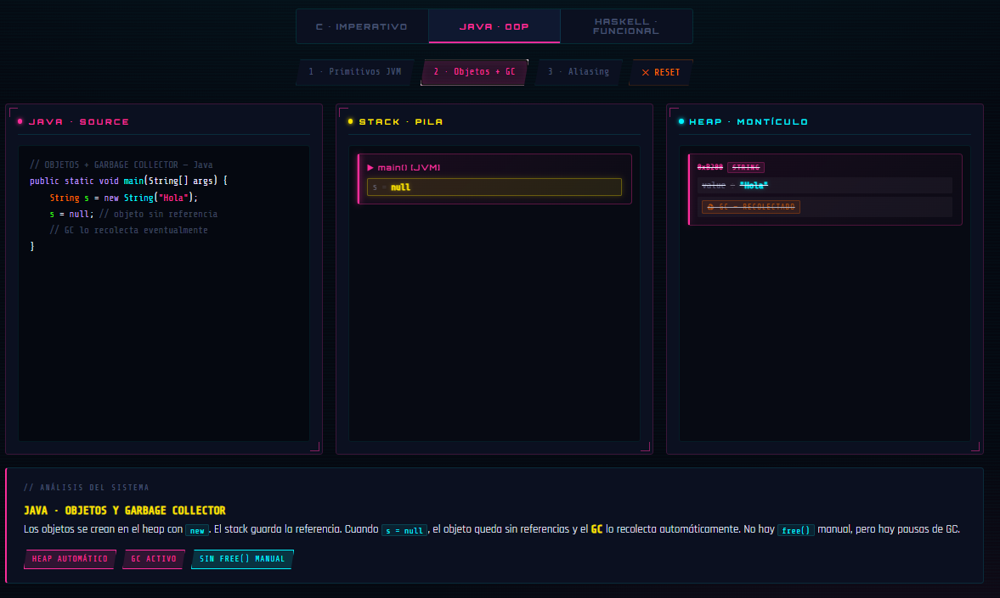 C · IMPERATIVO
JAVA · OOP
HASKELL ·
FUNCIONAL
1 · Primitivos JVM
2 · Objetos + GC
3 · Aliasing
✕ RESET
JAVA · SOURCE
// OBJETOS + GARBAGE COLLECTOR — Java
public static void main(String[] args) {
String s = new String("Hola");
s = null; // objeto sin referencia
// GC lo recolecta eventualmente
}
STACK · PILA
▶ main() [JVM]
s = null
HEAP · MONTÍCULO
0xB200 STRING
value = "Hola"
♻ GC — RECOLECTADO
// ANÁLISIS DEL SISTEMA
JAVA · OBJETOS Y GARBAGE COLLECTOR
Los objetos se crean en el heap con new. El stack guarda la referencia. Cuando s = null, el objeto queda sin referencias y el GC lo recolecta automáticamente. No hay free() manual, pero hay pausas de GC.
HEAP AUTOMÁTICO
GC ACTIVO
SIN FREE() MANUAL